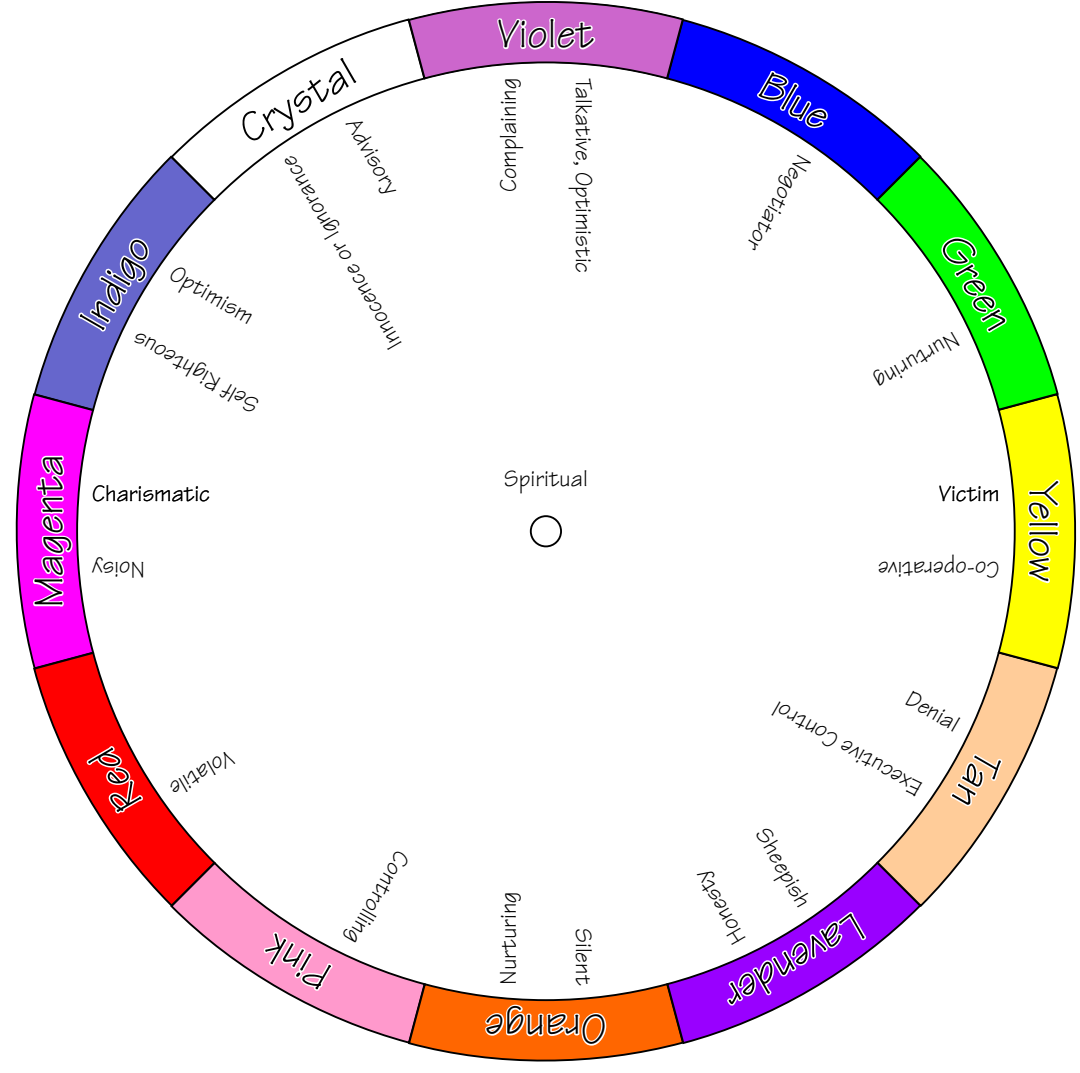 Violet
Complaining
Talkative, Optimistic
Blue
Negotiator
Green
Nurturing
Yellow
Victim
Co-operative
Tan
Denial
Executive Control
Lavender
Sheepish
Honesty
Orange
Silent
Nurturing
Pink
Controlling
Red
Volatile
Magenta
Noisy
Charismatic
Indigo
Self Righteous
Optimism
Crystal
Innocence or Ignorance
Advisory
Spiritual